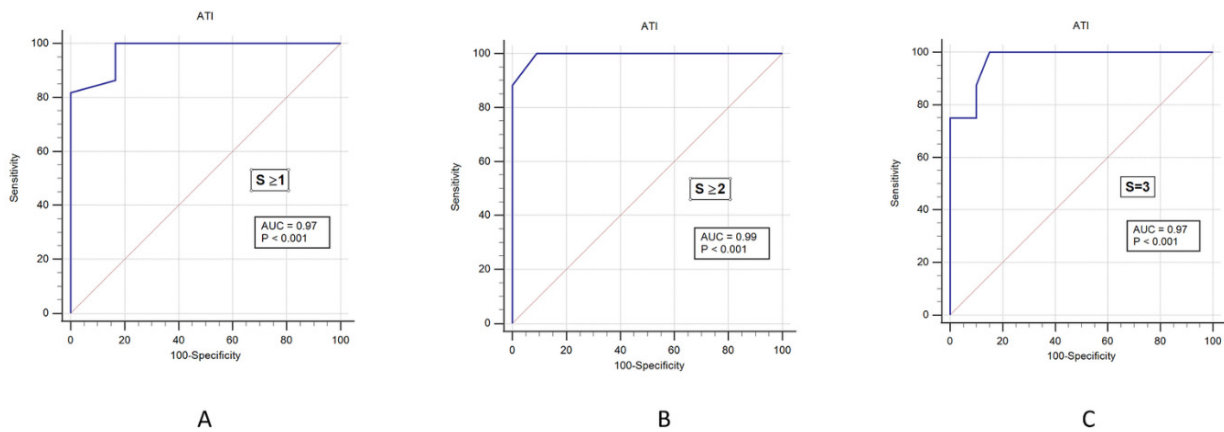 ATI
100
80
60
40
20
0
Sensitivity
S ≥1
AUC = 0.97
P < 0.001
0 20 40 60 80 100
100-Specificity
A
ATI
100
80
60
40
20
0
Sensitivity
S ≥2
AUC = 0.99
P < 0.001
0 20 40 60 80 100
100-Specificity
B
ATI
100
80
60
40
20
0
Sensitivity
S=3
AUC = 0.97
P < 0.001
0 20 40 60 80 100
100-Specificity
C